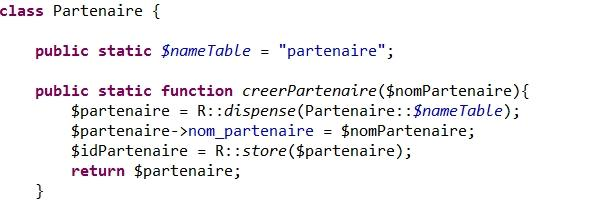 class Partenaire {
public static $nameTable = "partenaire";
public static function creerPartenaire($nomPartenaire){
$partenaire = R::dispense(Partenaire::$nameTable);
$partenaire->nom_partenaire = $nomPartenaire;
$idPartenaire = R::store($partenaire);
return $partenaire;
}